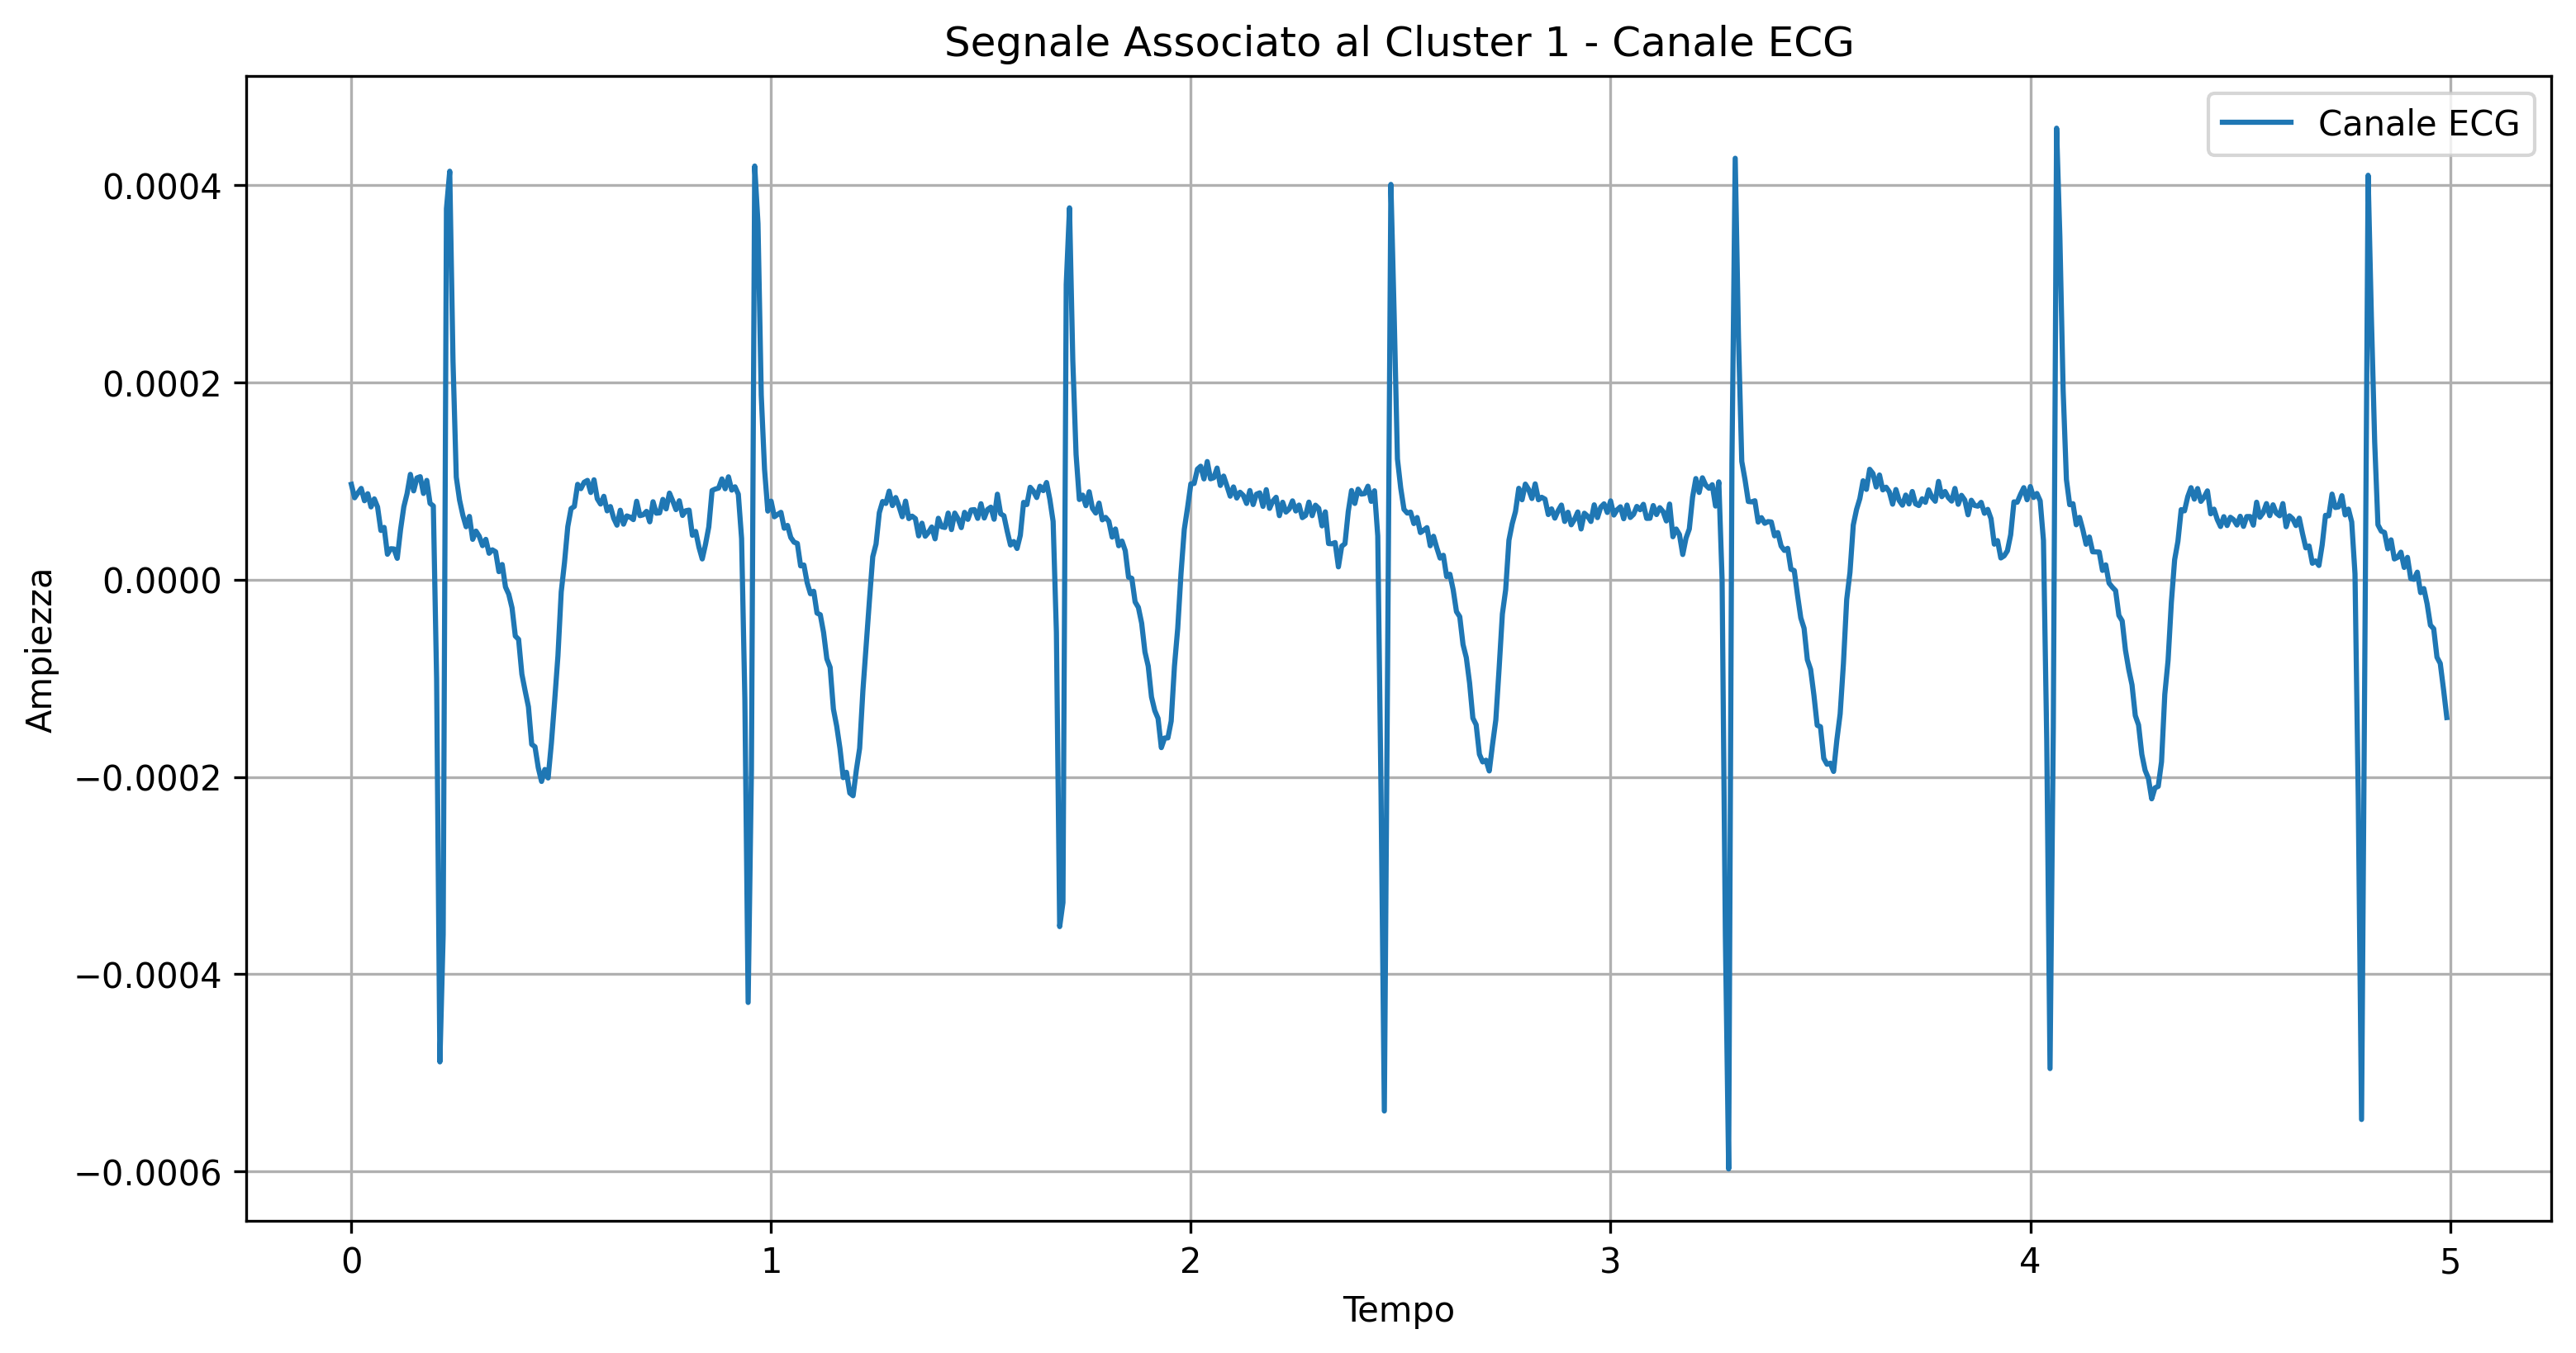 Segnale Associato al Cluster 1 - Canale ECG
Canale ECG
0.0004
0.0002
0.0000
−0.0002
−0.0004
−0.0006
Ampiezza
0 1 2 3 4 5
Tempo